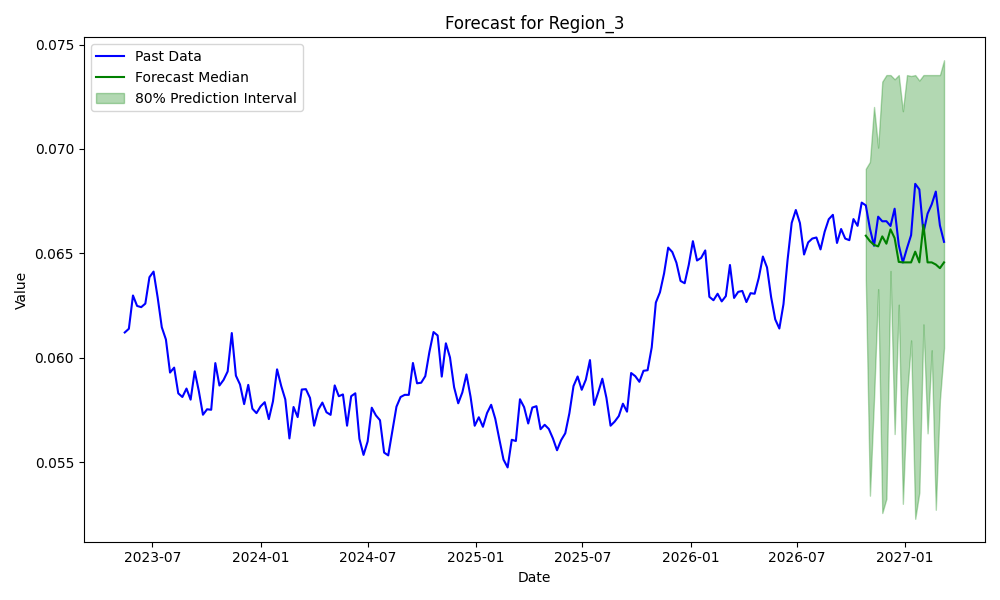 Forecast for Region_3
Past Data
Forecast Median
80% Prediction Interval
0.075
0.070
0.065
0.060
0.055
Value
2023-07
2024-01
2024-07
2025-01
2025-07
2026-01
2026-07
2027-01
Date